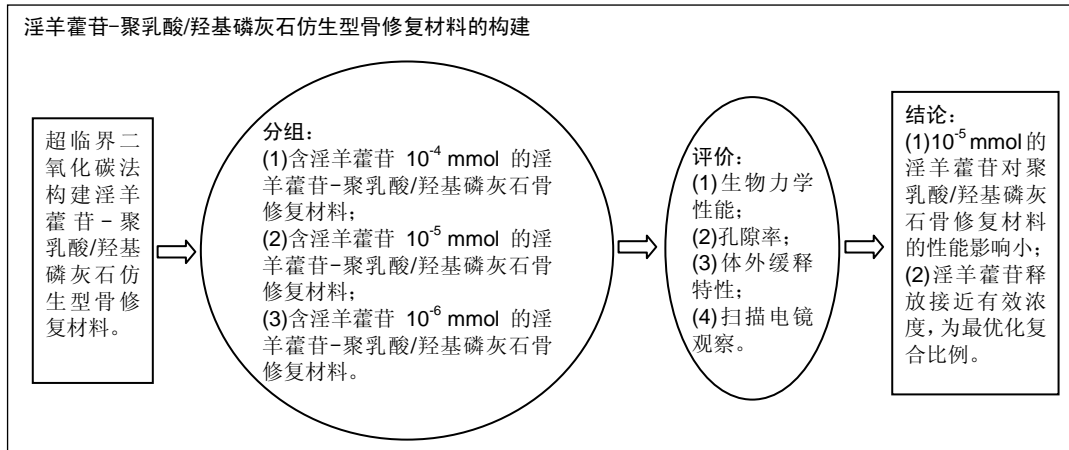 淫羊藿苷-聚乳酸/羟基磷灰石仿生型骨修复材料的构建
超临界二
氧化碳法
构建淫羊
藿苷-聚
乳酸/羟基
磷灰石仿
生型骨修
复材料。
分组：
(1)含淫羊藿苷 10⁻⁴ mmol 的淫
羊藿苷-聚乳酸/羟基磷灰石骨
修复材料；
(2)含淫羊藿苷 10⁻⁵ mmol 的淫
羊藿苷-聚乳酸/羟基磷灰石骨
修复材料；
(3)含淫羊藿苷 10⁻⁶ mmol 的淫
羊藿苷-聚乳酸/羟基磷灰石骨
修复材料。
评价：
(1)生物力学
性能；
(2)孔隙率；
(3)体外缓释
特性；
(4)扫描电镜
观察。
结论：
(1)10⁻⁵ mmol的
淫羊藿苷对聚
乳酸/羟基磷灰
石骨修复材料
的性能影响小；
(2)淫羊藿苷释
放接近有效浓
度，为最优化复
合比例。